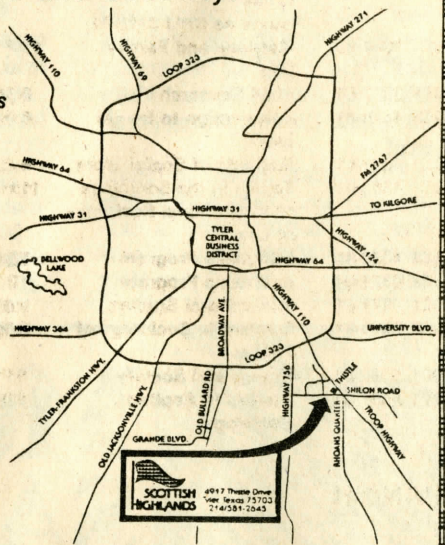 HIGHWAY 271
HIGHWAY 69
HIGHWAY 110
LOOP 323
FM 2767
HIGHWAY 64
TO KILGORE
HIGHWAY 31
HIGHWAY 31
TYLER
CENTRAL
BUSINESS
DISTRICT
HIGHWAY 124
BELLWOOD
LAKE
HIGHWAY 64
HIGHWAY 110
BROADWAY AVE.
HIGHWAY 364
UNIVERSITY BLVD.
LOOP 323
THISTLE
TYLER-FRANKSTON HWY.
OLD JACKSONVILLE HWY.
OLD BULLARD RD
HIGHWAY 756
SHILOH ROAD
RHOANS QUARTER
TROOP HIGHWAY
GRANDE BLVD.
SCOTTISH
HIGHLANDS
4917 Thistle Drive
Tyler, Texas 75703
214/581-2645